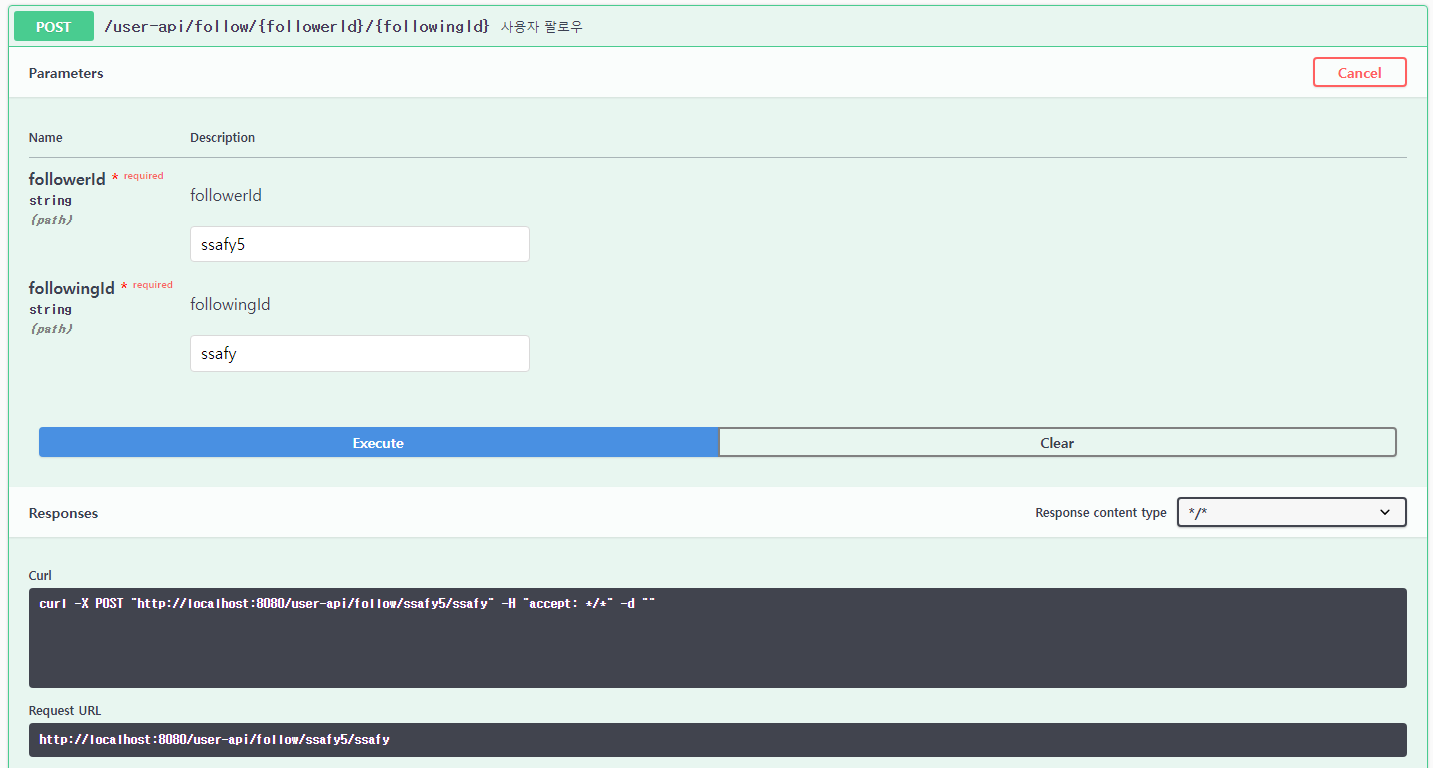 POST /user-api/follow/{followerId}/{followingId} 사용자 팔로우
Parameters Cancel
Name Description
followerId * required
string
(path)
followerId
ssafy5
followingId * required
string
(path)
followingId
ssafy
Execute Clear
Responses Response content type */*
Curl
curl -X POST "http://localhost:8080/user-api/follow/ssafy5/ssafy" -H "accept: */*" -d ""
Request URL
http://localhost:8080/user-api/follow/ssafy5/ssafy